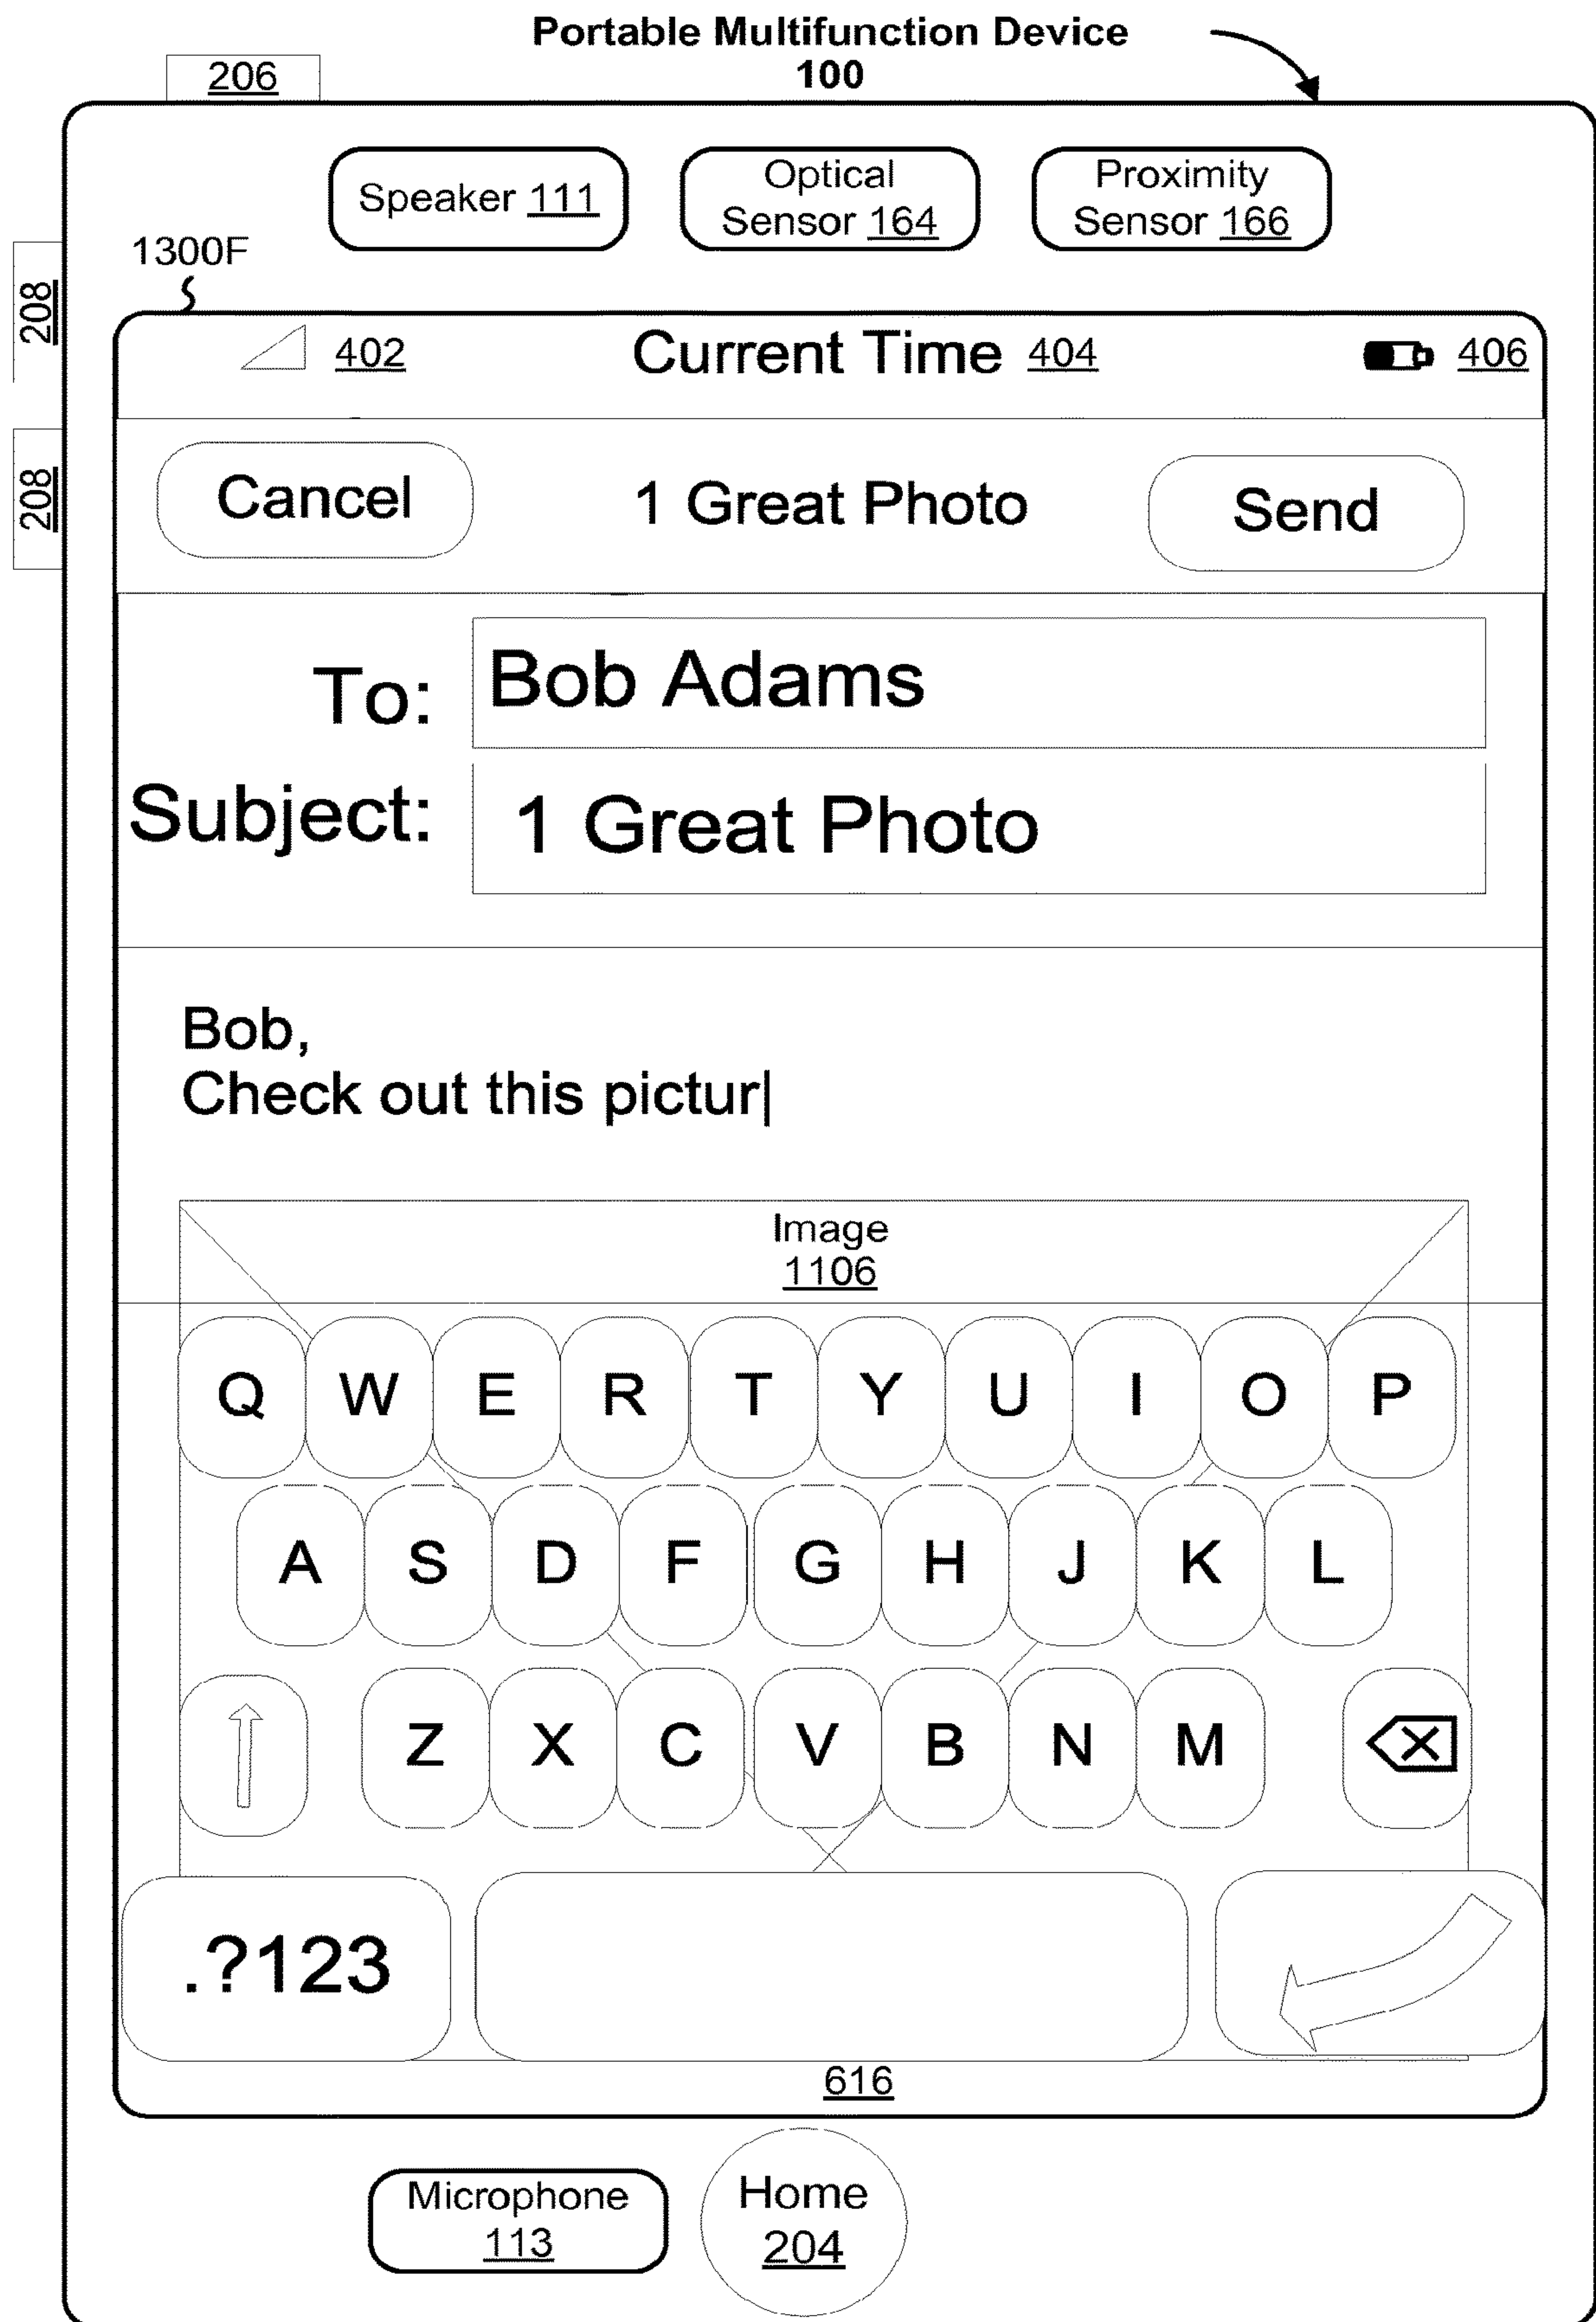 Portable Multifunction Device
100
206
Speaker 111
Optical
Sensor 164
Proximity
Sensor 166
1300F
208
402 Current Time 404 406
208
Cancel 1 Great Photo Send
To: Bob Adams
Subject: 1 Great Photo
Bob,
Check out this pictur
Image
1106
Q W E R T Y U I O P
A S D F G H J K L
Z X C V B N M
.?123
616
Microphone
113
Home
204